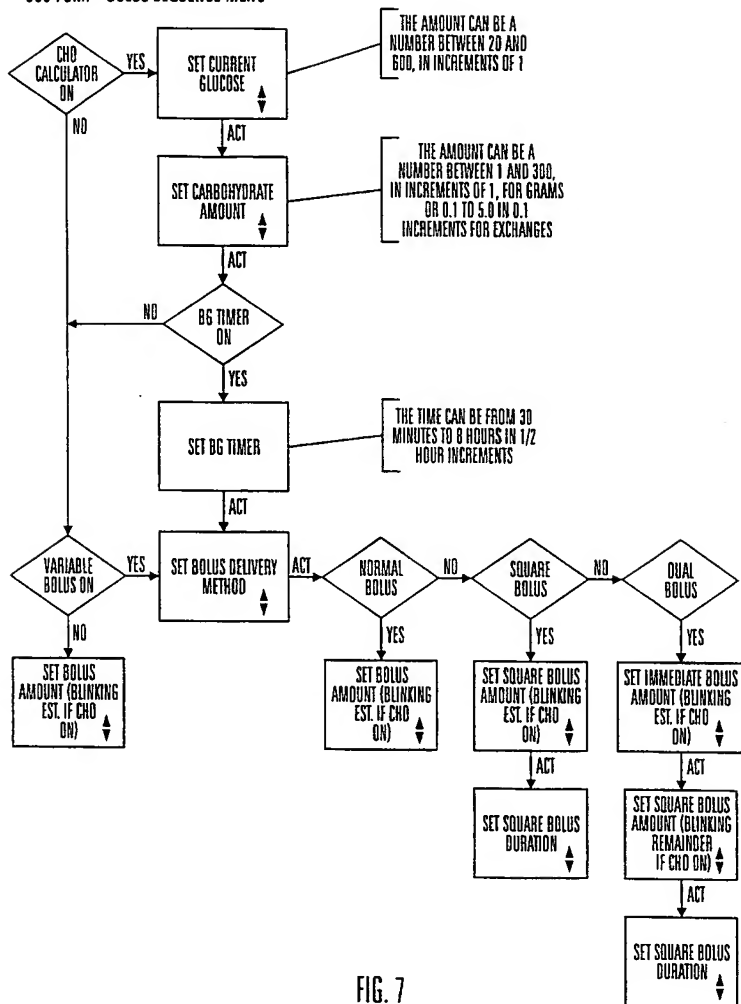 THE AMOUNT CAN BE A
NUMBER BETWEEN 20 AND
600, IN INCREMENTS OF 1
CHO
CALCULATOR
ON
YES
SET CURRENT
GLUCOSE
NO
ACT
THE AMOUNT CAN BE A
NUMBER BETWEEN 1 AND 300,
IN INCREMENTS OF 1, FOR GRAMS
OR 0.1 TO 5.0 IN 0.1
INCREMENTS FOR EXCHANGES
SET CARBOHYDRATE
AMOUNT
ACT
NO
BG TIMER
ON
YES
SET BG TIMER
THE TIME CAN BE FROM 30
MINUTES TO 8 HOURS IN 1/2
HOUR INCREMENTS
ACT
VARIABLE
BOLUS ON
YES
SET BOLUS DELIVERY
METHOD
ACT
NORMAL
BOLUS
NO
SQUARE
BOLUS
NO
DUAL
BOLUS
NO
YES
YES
YES
SET BOLUS
AMOUNT (BLINKING
EST. IF CHO
ON)
SET BOLUS
AMOUNT (BLINKING
EST. IF CHO
ON)
SET SQUARE BOLUS
AMOUNT (BLINKING
EST. IF CHO
ON)
SET IMMEDIATE BOLUS
AMOUNT (BLINKING
EST. IF CHO
ON)
ACT
ACT
SET SQUARE BOLUS
DURATION
SET SQUARE BOLUS
AMOUNT (BLINKING
REMAINDER
IF CHO ON)
ACT
SET SQUARE BOLUS
DURATION
FIG. 7